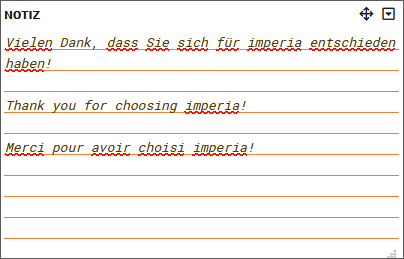 NOTIZ
Vielen Dank, dass Sie sich für imperia entschieden
haben!
Thank you for choosing imperia!
Merci pour avoir choisi imperia!